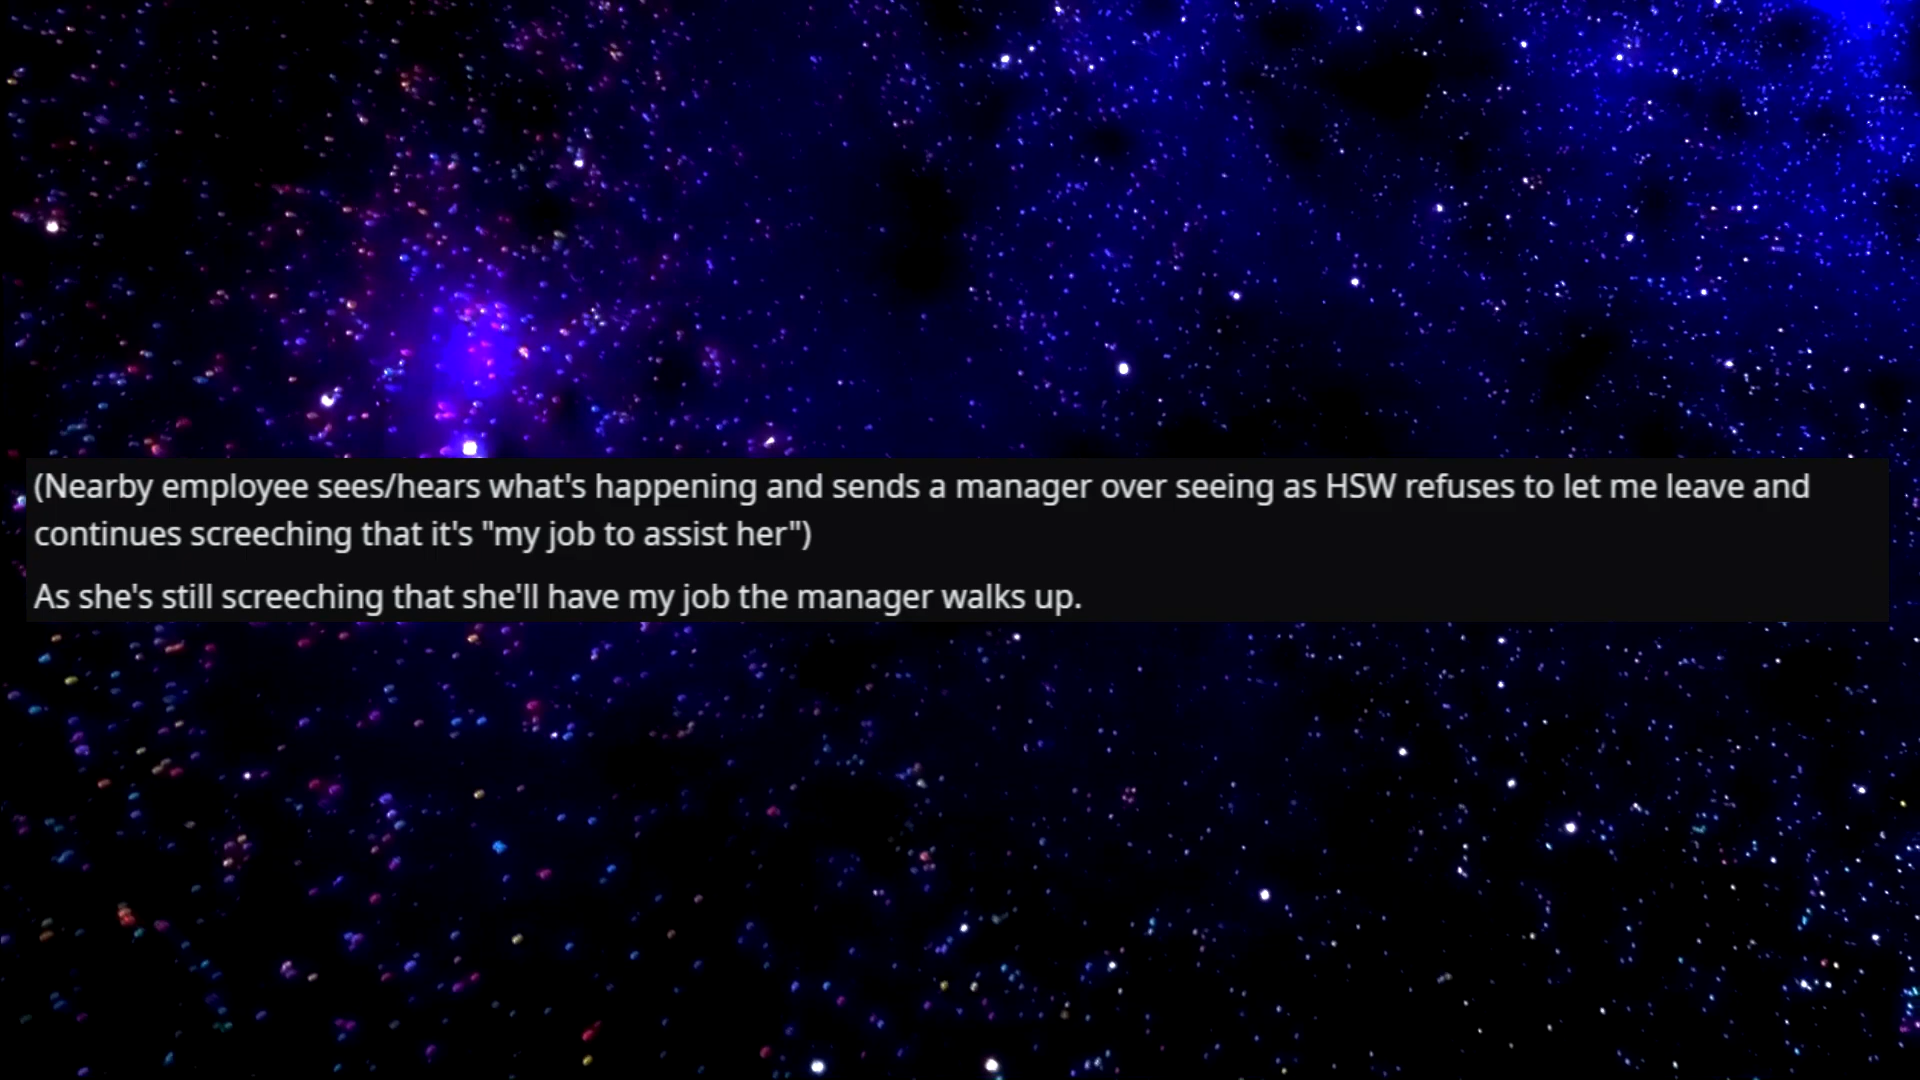 (Nearby employee sees/hears what's happening and sends a manager over seeing as HSW refuses to let me leave and
continues screeching that it's "my job to assist her")
As she's still screeching that she'll have my job the manager walks up.